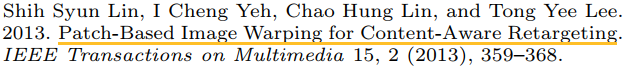 Shih Syun Lin, I Cheng Yeh, Chao Hung Lin, and Tong Yee Lee.
2013. Patch-Based Image Warping for Content-Aware Retargeting.
IEEE Transactions on Multimedia 15, 2 (2013), 359–368.